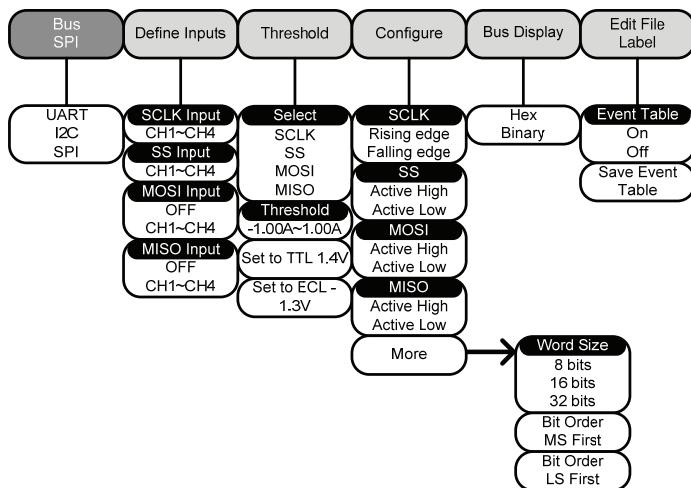 Bus
SPI
Define Inputs
Threshold
Configure
Bus Display
Edit File
Label
UART
I2C
SPI
SCLK Input
CH1~CH4
SS Input
CH1~CH4
MOSI Input
OFF
CH1~CH4
MISO Input
OFF
CH1~CH4
Select
SCLK
SS
MOSI
MISO
Threshold
-1.00A~1.00A
Set to TTL 1.4V
Set to ECL -
1.3V
SCLK
Rising edge
Falling edge
SS
Active High
Active Low
MOSI
Active High
Active Low
MISO
Active High
Active Low
More
Word Size
8 bits
16 bits
32 bits
Bit Order
MS First
Bit Order
LS First
Hex
Binary
Event Table
On
Off
Save Event
Table